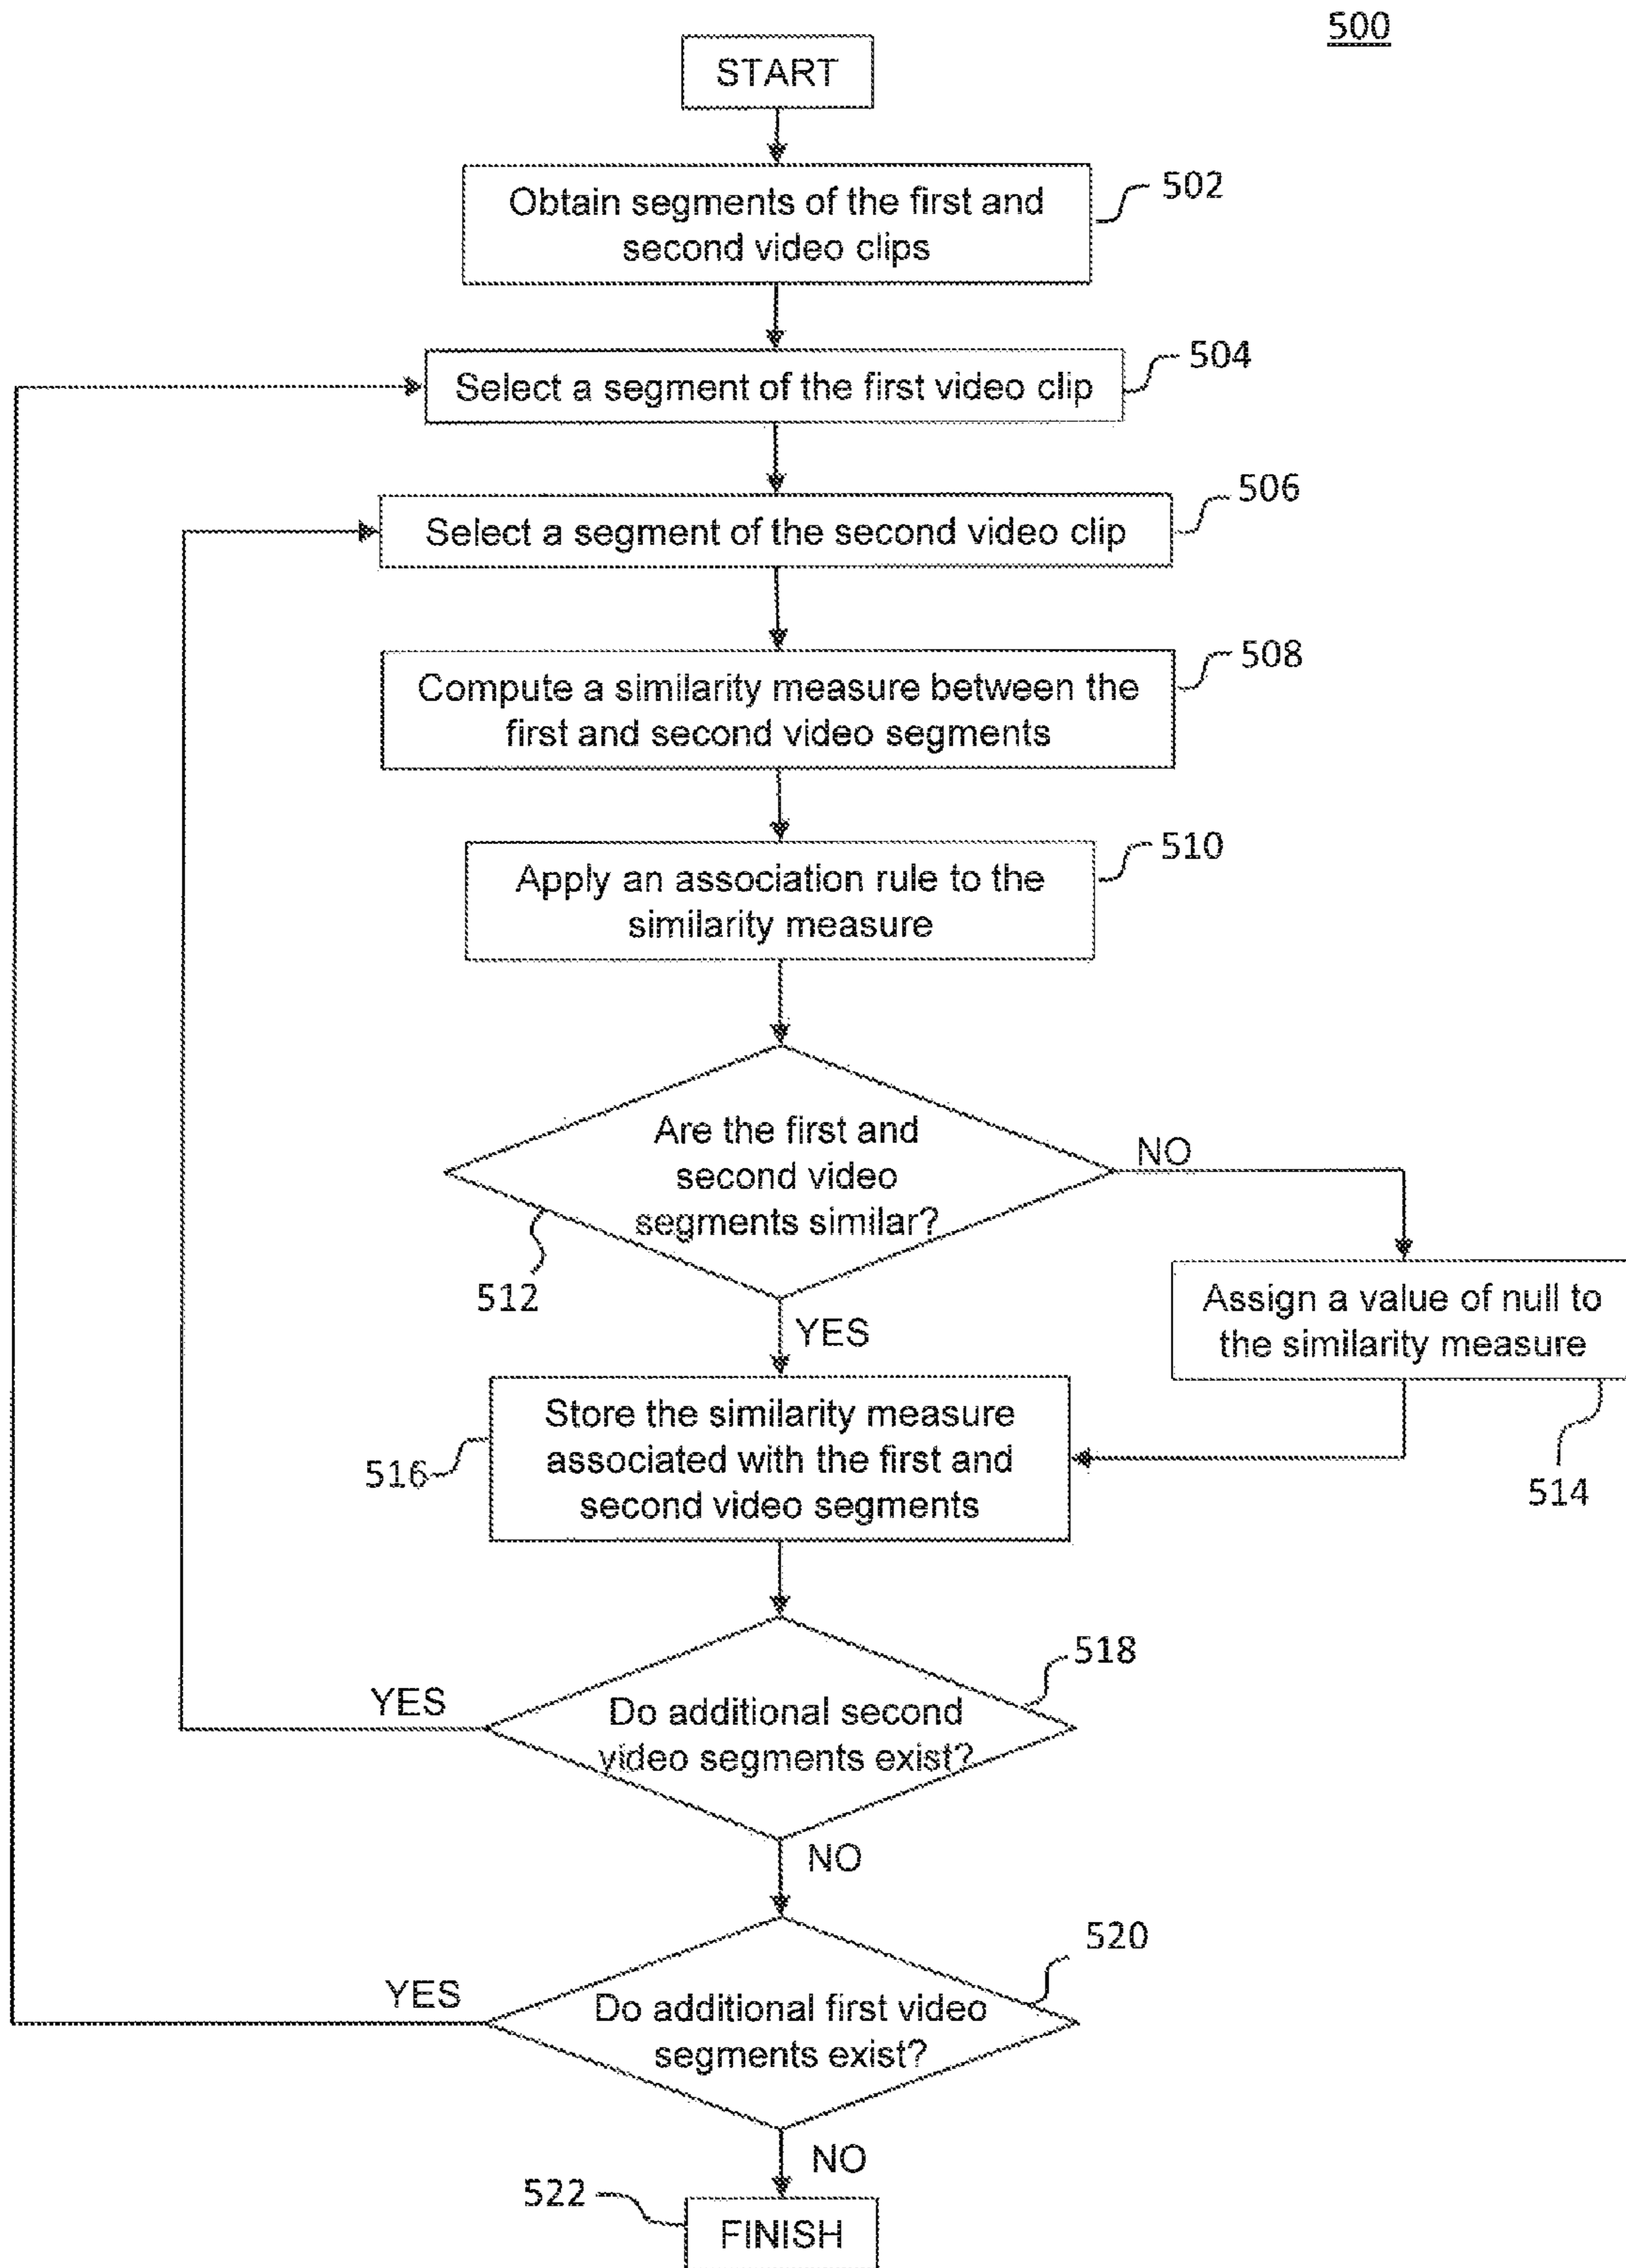 500
START
502
Obtain segments of the first and
second video clips
504
Select a segment of the first video clip
506
Select a segment of the second video clip
508
Compute a similarity measure between the
first and second video segments
510
Apply an association rule to the
similarity measure
Are the first and
second video
segments similar?
NO
512
YES
Assign a value of null to
the similarity measure
514
Store the similarity measure
associated with the first and
second video segments
516
518
YES
Do additional second
video segments exist?
NO
520
YES
Do additional first video
segments exist?
NO
522
FINISH